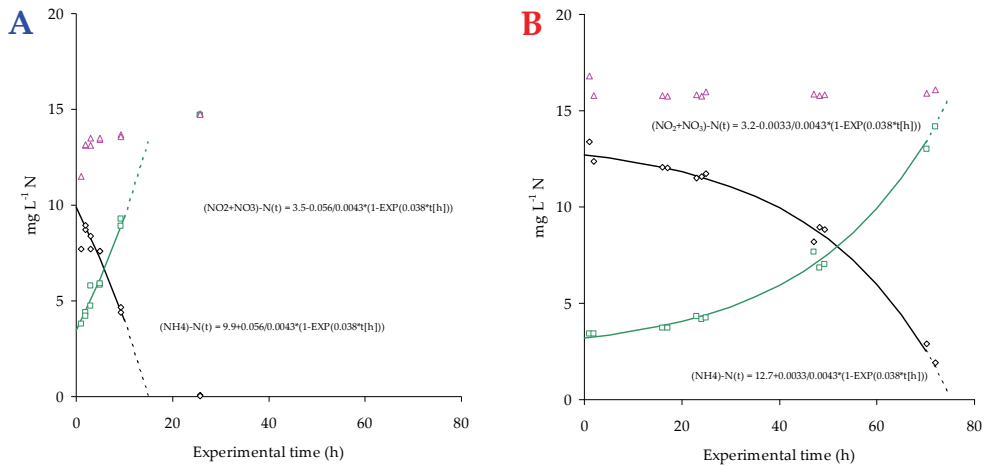 A
mg L⁻¹ N
20
15
10
5
0
(NO2+NO3)-N(t) = 3.5-0.056/0.0043*(1-EXP(0.038*t[h]))
(NH4)-N(t) = 9.9+0.056/0.0043*(1-EXP(0.038*t[h]))
0 20 40 60 80
Experimental time (h)
B
mg L⁻¹ N
20
15
10
5
0
(NO₂+NO₃)-N(t) = 3.2-0.0033/0.0043*(1-EXP(0.038*t[h]))
(NH4)-N(t) = 12.7+0.0033/0.0043*(1-EXP(0.038*t[h]))
0 20 40 60 80
Experimental time (h)